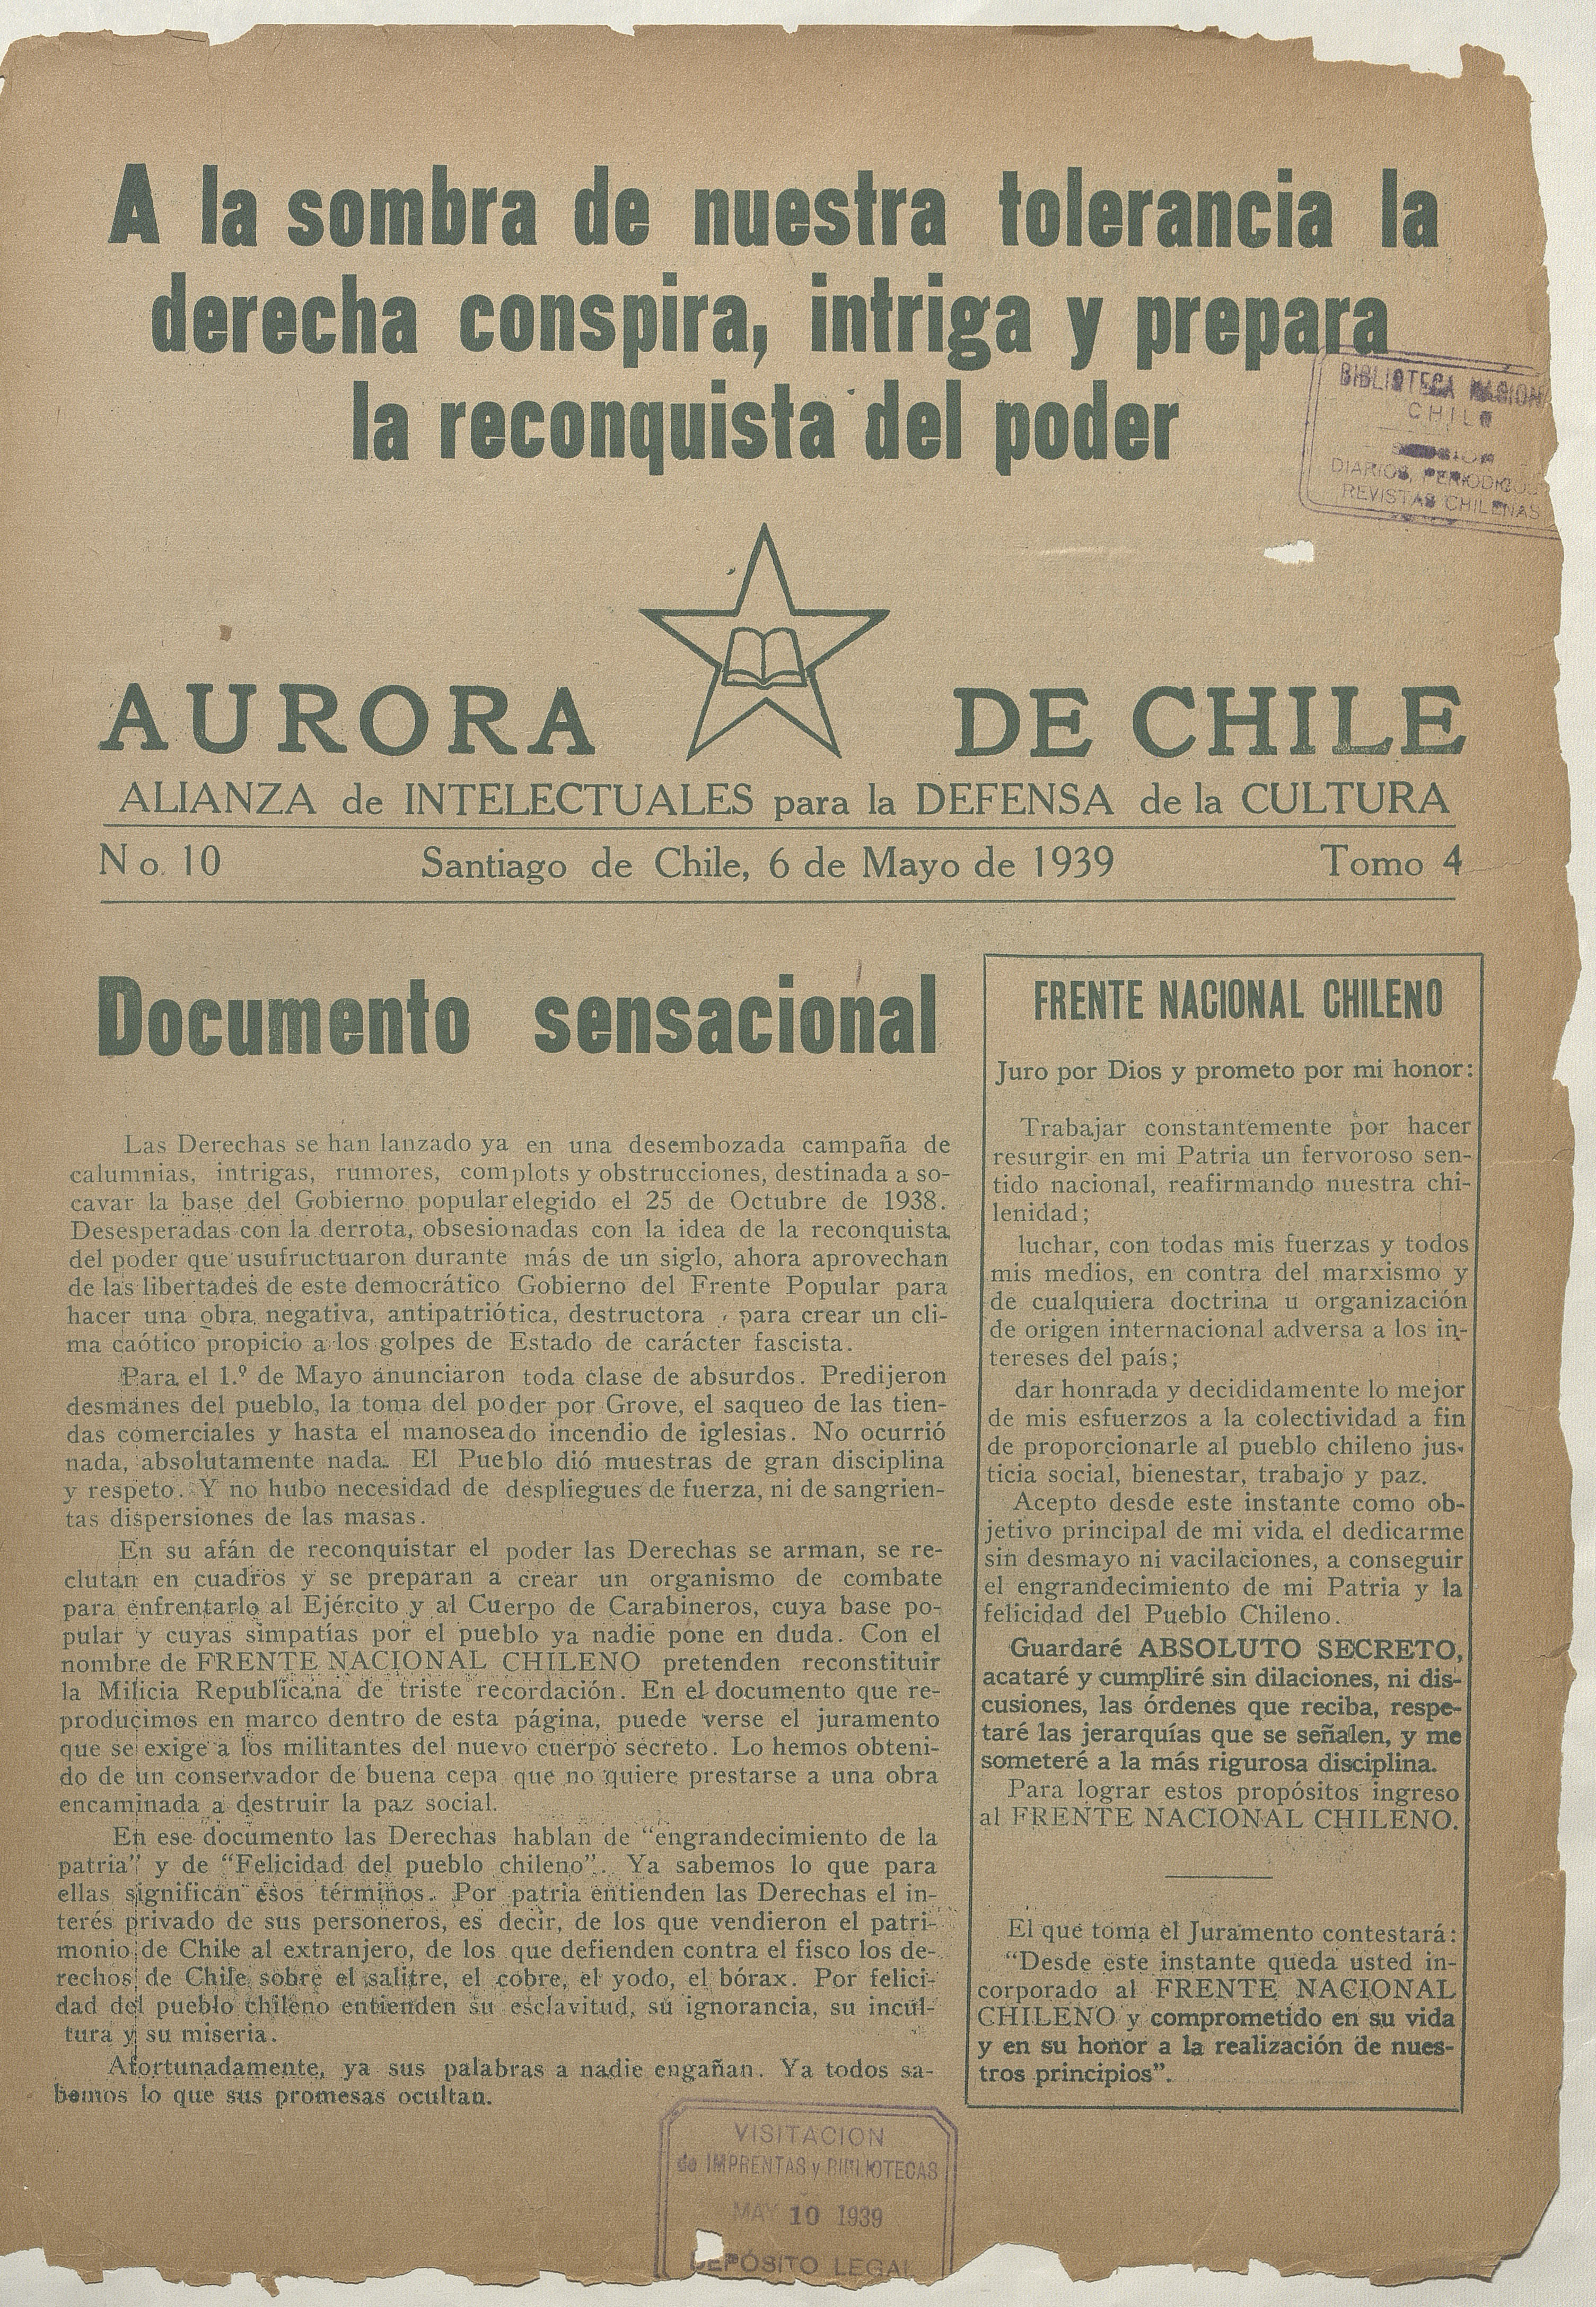 A la sombra de nuestra tolerancia la
derecha conspira, intriga y prepara
la reconquista del poder
BIBLIOTECA NACION
CHILE
DIARIOS, PERIODICOS
REVISTAS CHILENAS
AURORA DE CHILE
ALIANZA de INTELECTUALES para la DEFENSA de la CULTURA
No. 10 Santiago de Chile, 6 de Mayo de 1939 Tomo 4
Documento sensacional
Las Derechas se han lanzado ya en una desembozada campaña de
calumnias, intrigas, rumores, complots y obstrucciones, destinada a so-
cavar la base del Gobierno popular elegido el 25 de Octubre de 1938.
Desesperadas con la derrota, obsesionadas con la idea de la reconquista
del poder que usufructuaron durante más de un siglo, ahora aprovechan
de las libertades de este democrático Gobierno del Frente Popular para
hacer una obra negativa, antipatriótica, destructora , para crear un cli-
ma caótico propicio a los golpes de Estado de carácter fascista.
Para el 1.º de Mayo anunciaron toda clase de absurdos. Predijeron
desmanes del pueblo, la toma del poder por Grove, el saqueo de las tien-
das comerciales y hasta el manoseado incendio de iglesias. No ocurrió
nada, absolutamente nada. El Pueblo dió muestras de gran disciplina
y respeto. Y no hubo necesidad de despliegues de fuerza, ni de sangrien-
tas dispersiones de las masas.
En su afán de reconquistar el poder las Derechas se arman, se re-
clutan en cuadros y se preparan a crear un organismo de combate
para enfrentarlo al Ejército y al Cuerpo de Carabineros, cuya base po-
pular y cuyas simpatías por el pueblo ya nadie pone en duda. Con el
nombre de FRENTE NACIONAL CHILENO pretenden reconstituir
la Milicia Republicana de triste recordación. En el documento que re-
producimos en marco dentro de esta página, puede verse el juramento
que se exige a los militantes del nuevo cuerpo secreto. Lo hemos obteni-
do de un conservador de buena cepa que no quiere prestarse a una obra
encaminada a destruir la paz social.
En ese documento las Derechas hablan de "engrandecimiento de la
patria" y de "Felicidad del pueblo chileno". Ya sabemos lo que para
ellas significan esos términos. Por patria entienden las Derechas el in-
terés privado de sus personeros, es decir, de los que vendieron el patri-
monio de Chile al extranjero, de los que defienden contra el fisco los de-
rechos de Chile sobre el salitre, el cobre, el yodo, el bórax. Por felici-
dad del pueblo chileno entienden su esclavitud, su ignorancia, su incul-
tura y su miseria.
Afortunadamente, ya sus palabras a nadie engañan. Ya todos sa-
bemos lo que sus promesas ocultan.
FRENTE NACIONAL CHILENO
Juro por Dios y prometo por mi honor:
Trabajar constantemente por hacer
resurgir en mi Patria un fervoroso sen-
tido nacional, reafirmando nuestra chi-
lenidad;
luchar, con todas mis fuerzas y todos
mis medios, en contra del marxismo y
de cualquiera doctrina u organización
de origen internacional adversa a los in-
tereses del país;
dar honrada y decididamente lo mejor
de mis esfuerzos a la colectividad a fin
de proporcionarle al pueblo chileno jus-
ticia social, bienestar, trabajo y paz.
Acepto desde este instante como ob-
jetivo principal de mi vida el dedicarme
sin desmayo ni vacilaciones, a conseguir
el engrandecimiento de mi Patria y la
felicidad del Pueblo Chileno.
Guardaré ABSOLUTO SECRETO,
acataré y cumpliré sin dilaciones, ni dis-
cusiones, las órdenes que reciba, respe-
taré las jerarquías que se señalen, y me
someteré a la más rigurosa disciplina.
Para lograr estos propósitos ingreso
al FRENTE NACIONAL CHILENO.
El que toma el Juramento contestará:
"Desde este instante queda usted in-
corporado al FRENTE NACIONAL
CHILENO y comprometido en su vida
y en su honor a la realización de nues-
tros principios".
VISITACION
de IMPRENTAS y BIBLIOTECAS
MAY 10 1939
DEPÓSITO LEGAL